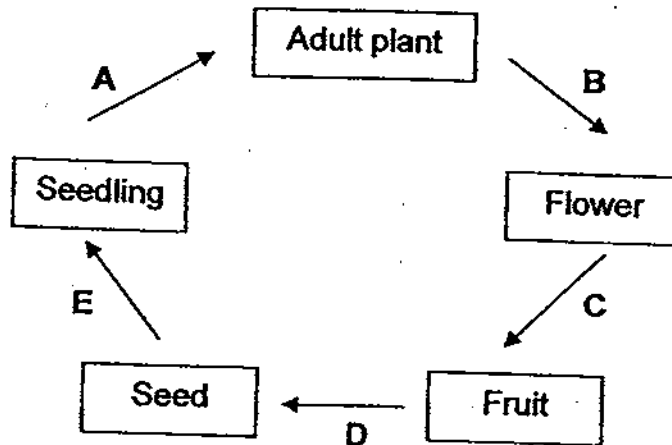 Adult plant
A
B
Seedling
Flower
E
C
Seed
Fruit
D